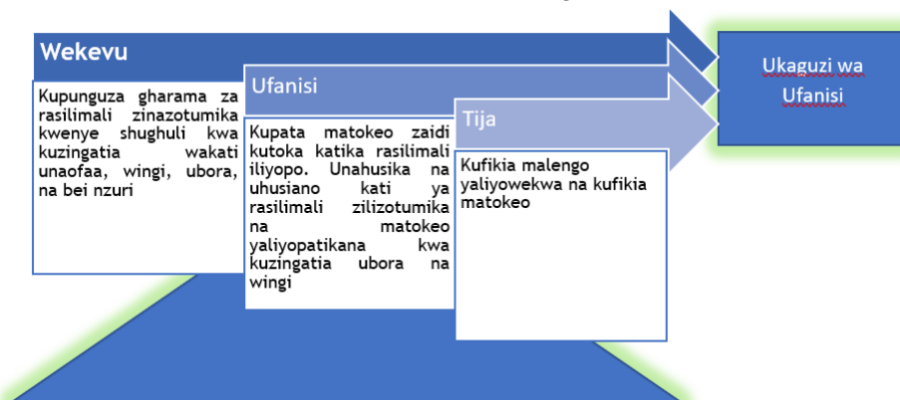 Wekevu
Kupunguza gharama za
rasilimali zinazotumika
kwenye shughuli kwa
kuzingatia wakati
unaofaa, wingi, ubora,
na bei nzuri
Ufanisi
Kupata matokeo zaidi
kutoka katika rasilimali
iliyopo. Unahusika na
uhusiano kati ya
rasilimali zilizotumika
na matokeo
yaliyopatikana kwa
kuzingatia ubora na
wingi
Tija
Kufikia malengo
yaliyowekwa na kufikia
matokeo
Ukaguzi wa
Ufanisi